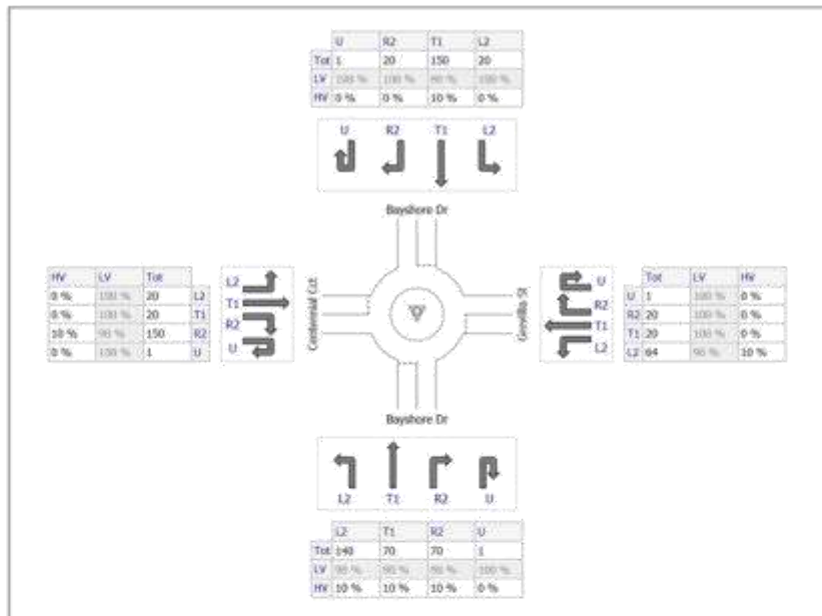 U R2 T1 L2
Tot 1 20 150 20
LV 100 % 100 % 90 % 100 %
HV 0 % 0 % 10 % 0 %
U R2 T1 L2
Bayshore Dr
HV LV Tot
0 % 100 % 20 L2
0 % 100 % 20 T1
10 % 90 % 150 R2
0 % 100 % 1 U
L2
T1
R2
U
Centennial Cct
Grevillia St
U
R2
T1
L2
Tot LV HV
U 1 100 % 0 %
R2 20 100 % 0 %
T1 20 100 % 0 %
L2 64 90 % 10 %
Bayshore Dr
L2 T1 R2 U
L2 T1 R2 U
Tot 140 70 70 1
LV 90 % 90 % 90 % 100 %
HV 10 % 10 % 10 % 0 %